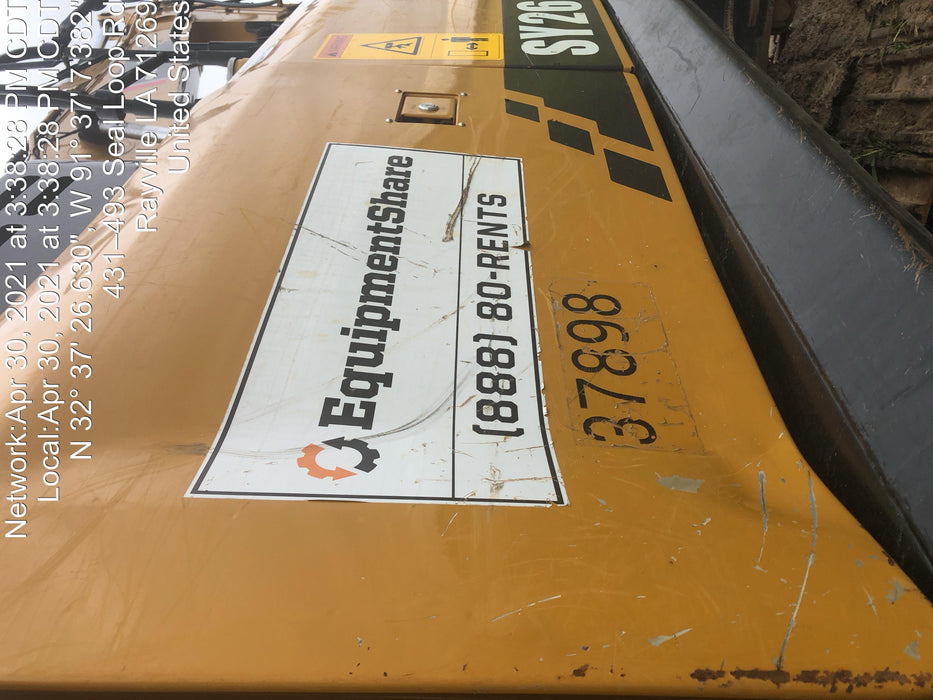 Network:Apr 30, 2021 at 3:38:28 PM CDT
Local:Apr 30, 2021 at 3:38:28 PM CDT
N 32° 37' 26.630", W 91° 37' 7.382
431–493 Seal Loop Rd
Rayville LA 71269
United States
EquipmentShare
(888) 80-RENTS
37898
SY26